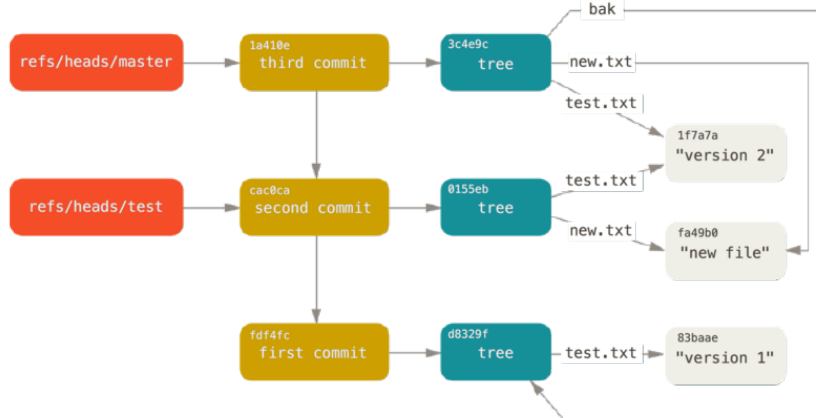 bak
refs/heads/master
1a410e
third commit
3c4e9c
tree
new.txt
test.txt
1f7a7a
"version 2"
refs/heads/test
cac0ca
second commit
0155eb
tree
test.txt
new.txt
fa49b0
"new file"
fdf4fc
first commit
d8329f
tree
test.txt
83baae
"version 1"